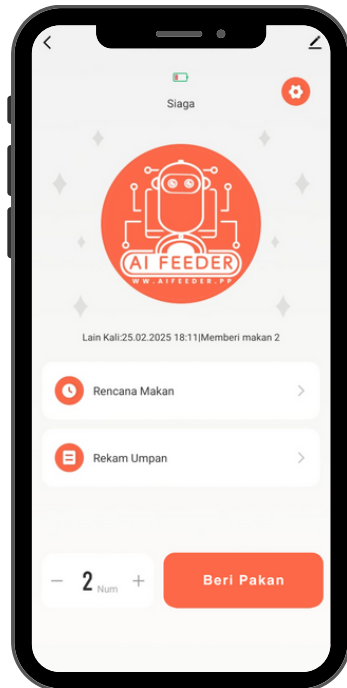 Siaga
AI FEEDER
WW.AIFEEDER.PP
Lain Kali:25.02.2025 18:11|Memberi makan 2
Rencana Makan
Rekam Umpan
2 Num
Beri Pakan